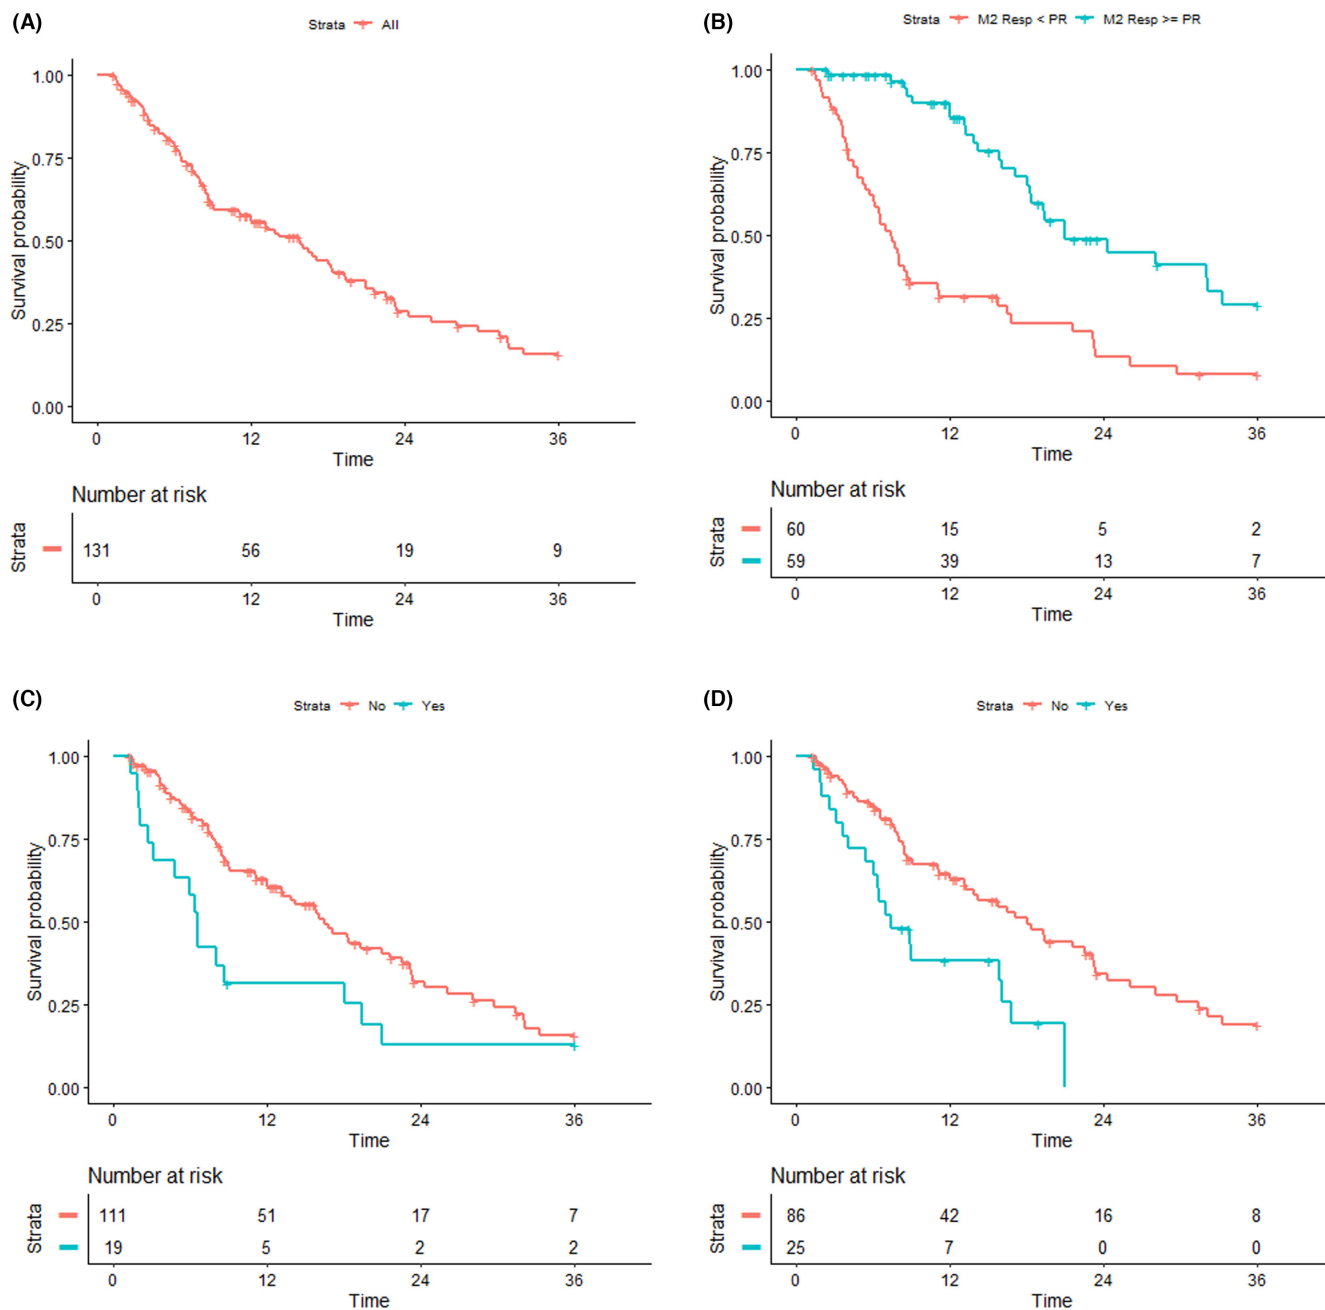 (A)
Strata All
Survival probability
1.00
0.75
0.50
0.25
0.00
0 12 24 36
Time
Number at risk
Strata
131 56 19 9
0 12 24 36
Time
(B)
Strata M2 Resp < PR M2 Resp >= PR
Survival probability
1.00
0.75
0.50
0.25
0.00
0 12 24 36
Time
Number at risk
Strata
60 15 5 2
59 39 13 7
0 12 24 36
Time
(C)
Strata No Yes
Survival probability
1.00
0.75
0.50
0.25
0.00
0 12 24 36
Time
Number at risk
Strata
111 51 17 7
19 5 2 2
0 12 24 36
Time
(D)
Strata No Yes
Survival probability
1.00
0.75
0.50
0.25
0.00
0 12 24 36
Time
Number at risk
Strata
86 42 16 8
25 7 0 0
0 12 24 36
Time